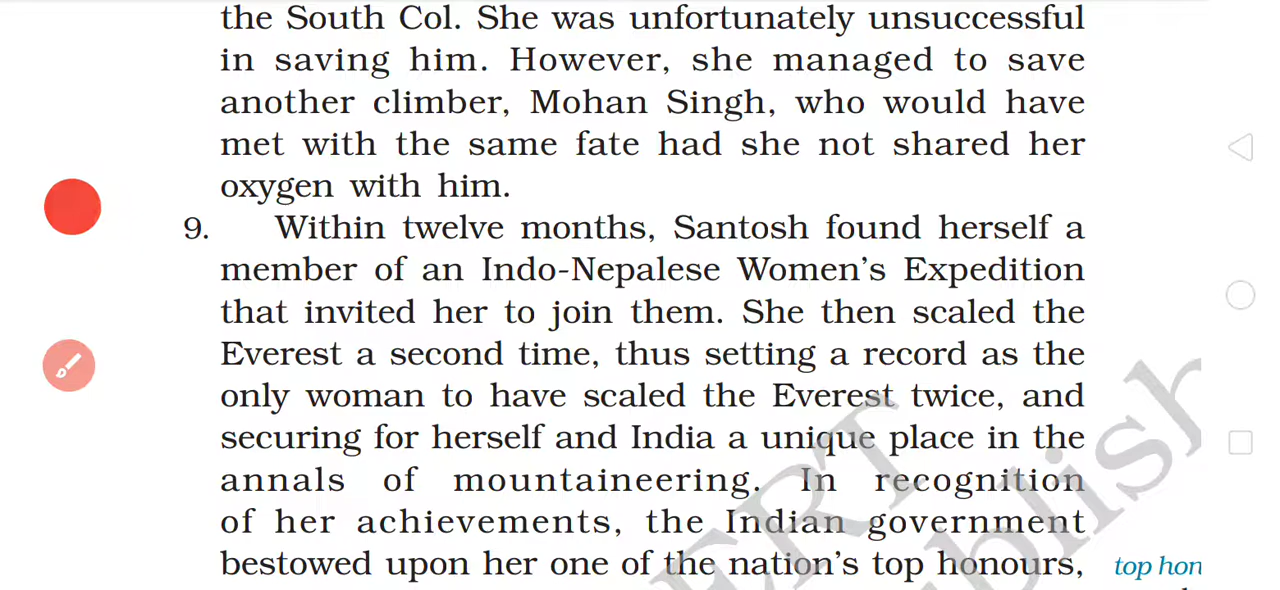 the South Col. She was unfortunately unsuccessful
in saving him. However, she managed to save
another climber, Mohan Singh, who would have
met with the same fate had she not shared her
oxygen with him.
9. Within twelve months, Santosh found herself a
member of an Indo-Nepalese Women's Expedition
that invited her to join them. She then scaled the
Everest a second time, thus setting a record as the
only woman to have scaled the Everest twice, and
securing for herself and India a unique place in the
annals of mountaineering. In recognition
of her achievements, the Indian government
bestowed upon her one of the nation's top honours, top hon